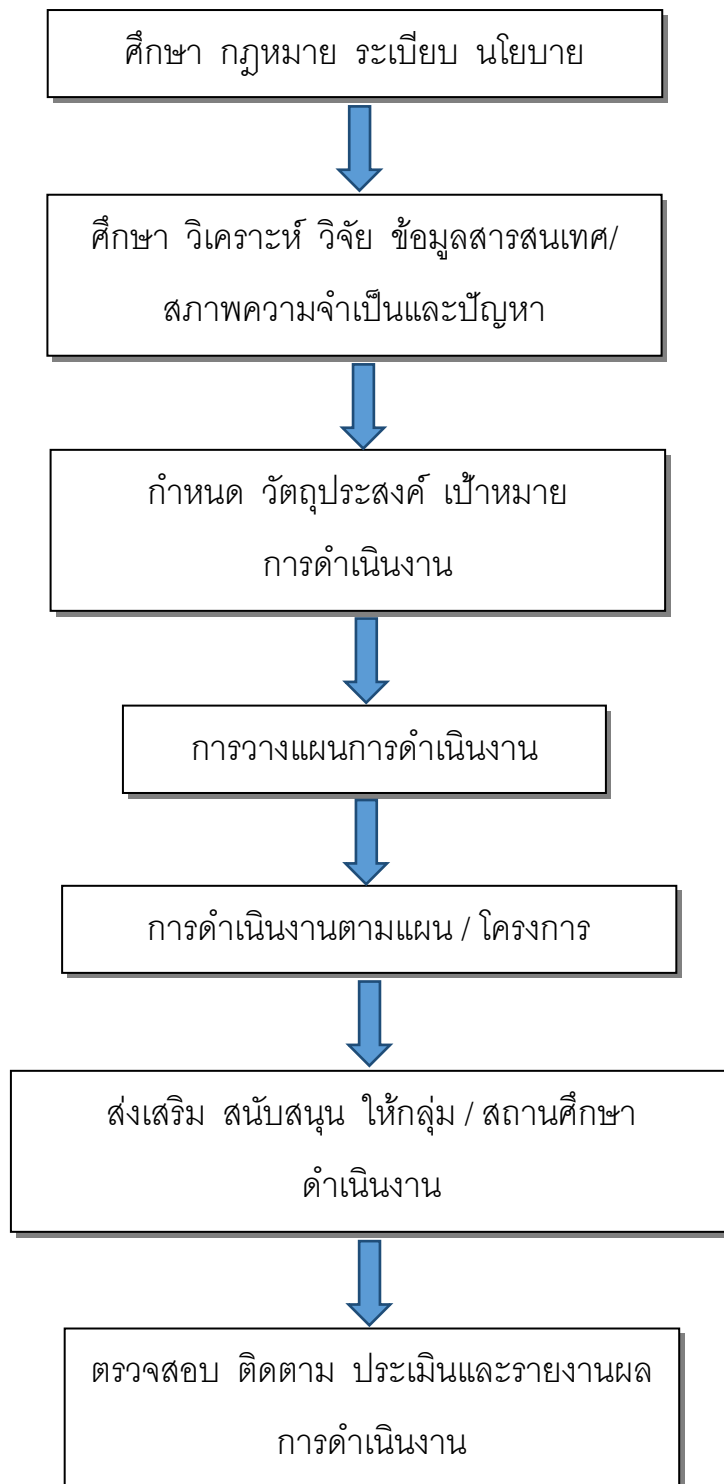 ศึกษา กฎหมาย ระเบียบ นโยบาย
ศึกษา วิเคราะห์ วิจัย ข้อมูลสารสนเทศ/
สภาพความจำเป็นและปัญหา
กำหนด วัตถุประสงค์ เป้าหมาย
การดำเนินงาน
การวางแผนการดำเนินงาน
การดำเนินงานตามแผน / โครงการ
ส่งเสริม สนับสนุน ให้กลุ่ม / สถานศึกษา
ดำเนินงาน
ตรวจสอบ ติดตาม ประเมินและรายงานผล
การดำเนินงาน